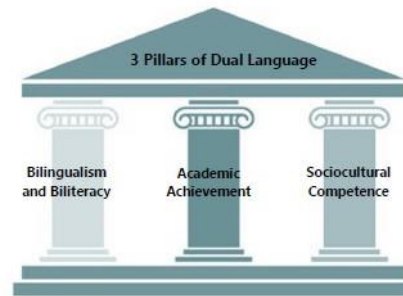 3 Pillars of Dual Language
Bilingualism
and Biliteracy
Academic
Achievement
Sociocultural
Competence